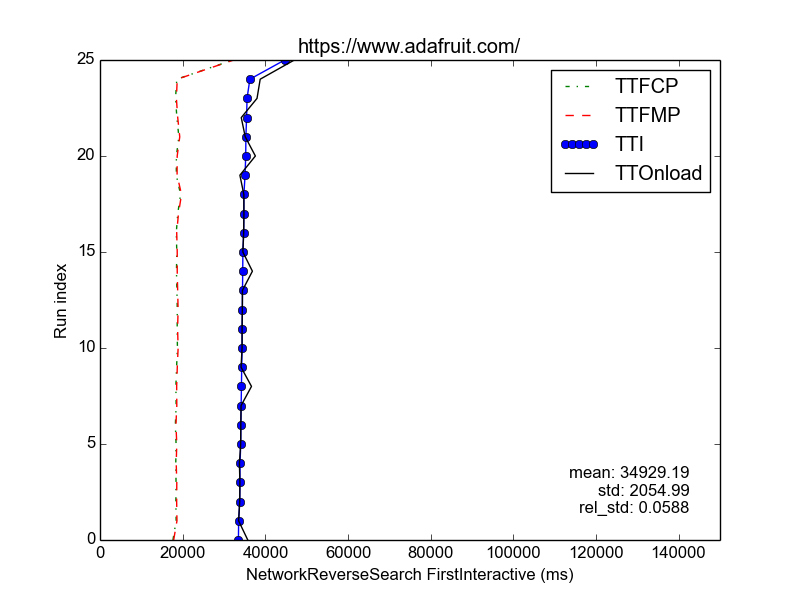 https://www.adafruit.com/
25
20
15
10
5
0
Run index
TTFCP
TTFMP
TTI
TTOnload
mean: 34929.19
std: 2054.99
rel_std: 0.0588
0 20000 40000 60000 80000 100000 120000 140000
NetworkReverseSearch FirstInteractive (ms)